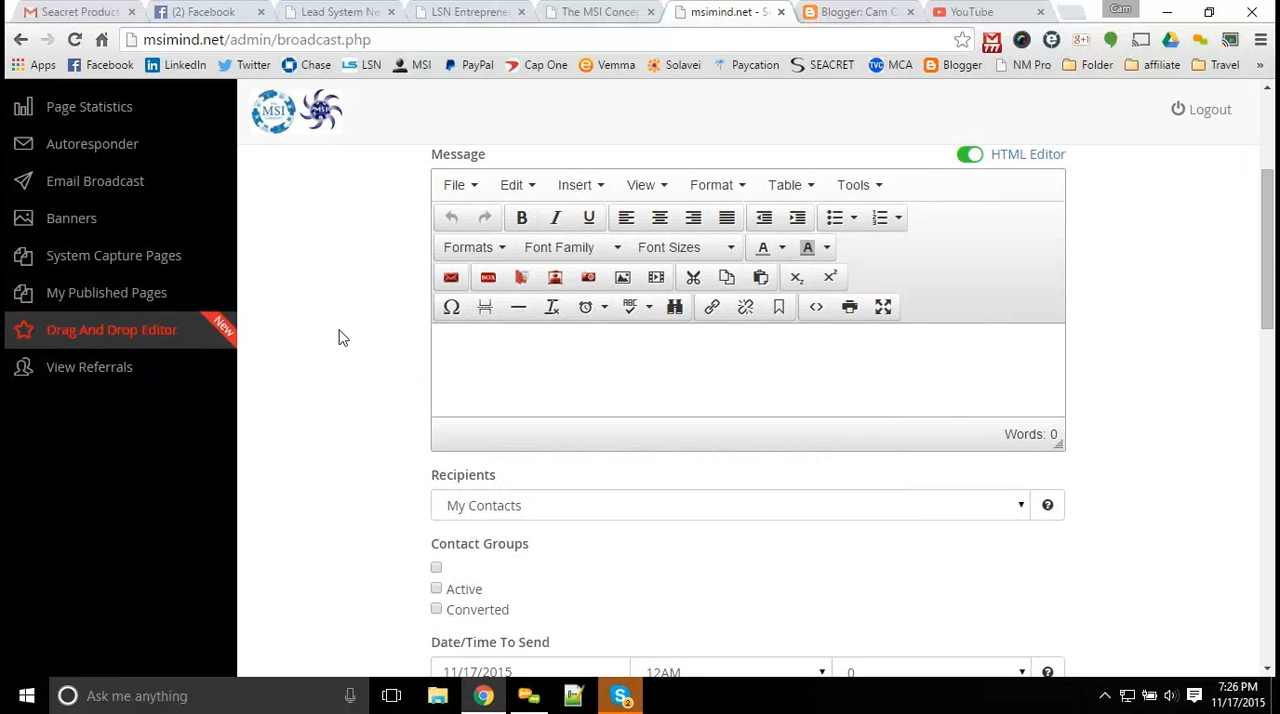 Seacret Product
(2) Facebook
Lead System Ne
LSN Entreprene
The MSI Conce
msimind.net - S
Blogger: Cam C
YouTube
Cam
msimind.net/admin/broadcast.php
Apps Facebook LinkedIn Twitter Chase LSN MSI PayPal Cap One Vemma Solavei Paycation SEACRET MCA Blogger NM Pro Folder affiliate Travel »
Page Statistics
Autoresponder
Email Broadcast
Banners
System Capture Pages
My Published Pages
Drag And Drop Editor
New
View Referrals
MSI
Logout
Message
HTML Editor
File Edit Insert View Format Table Tools
B I U
Formats Font Family Font Sizes A A
BOX
Words: 0
Recipients
My Contacts
Contact Groups
Active
Converted
Date/Time To Send
11/17/2015 12AM 0
Ask me anything
2
7:26 PM
11/17/2015